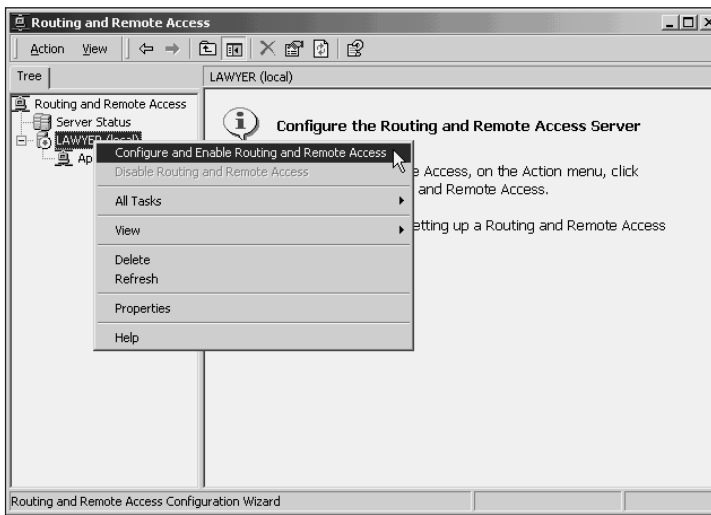 Routing and Remote Access
Action View
Tree
LAWYER (local)
Routing and Remote Access
Server Status
LAWYER (local)
Ap
Configure the Routing and Remote Access Server
Access, on the Action menu, click
and Remote Access.
etting up a Routing and Remote Access
Configure and Enable Routing and Remote Access
Disable Routing and Remote Access
All Tasks
View
Delete
Refresh
Properties
Help
Routing and Remote Access Configuration Wizard